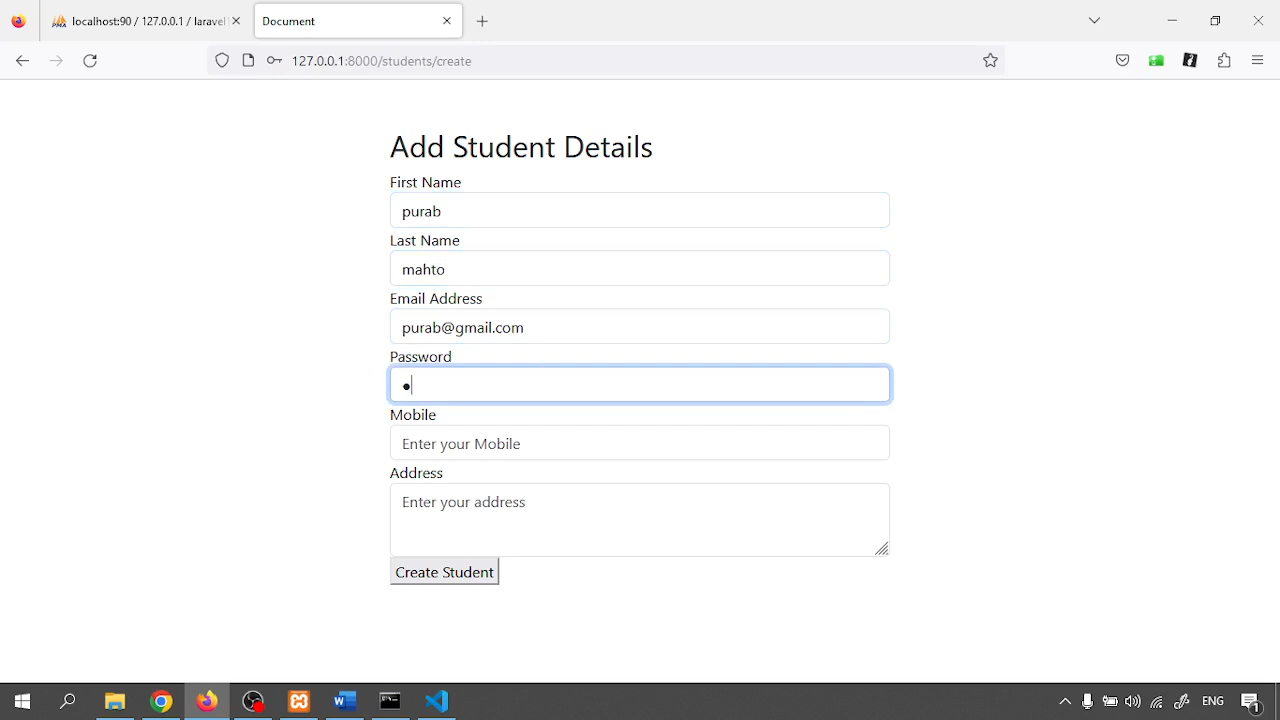 localhost:90 / 127.0.0.1 / laravel
Document
127.0.0.1:8000/students/create
Add Student Details
First Name
purab
Last Name
mahto
Email Address
purab@gmail.com
Password
●
Mobile
Enter your Mobile
Address
Enter your address
Create Student
ENG
1